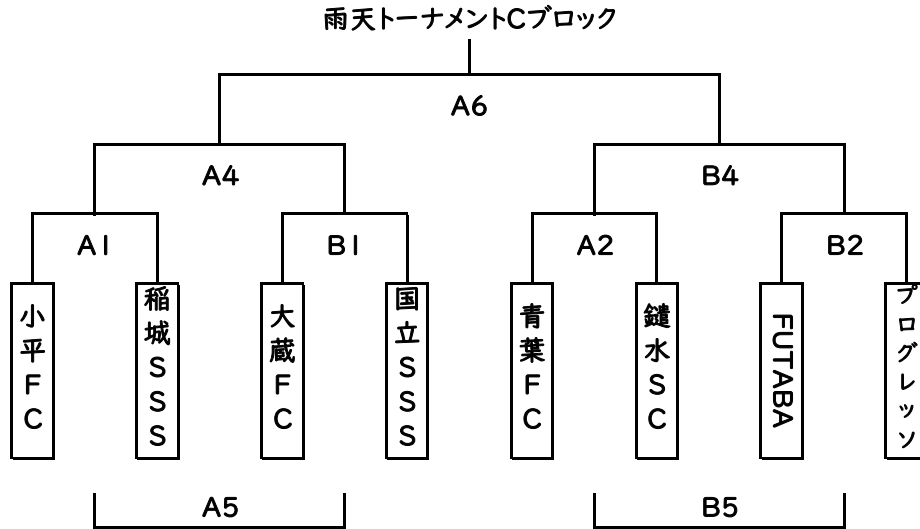 雨天トーナメントCブロック
A6
A4
B4
A1
B1
A2
B2
小平FC
稲城SSS
大蔵FC
国立SSS
青葉FC
鑓水SC
FUTABA
プログレッソ
A5
B5